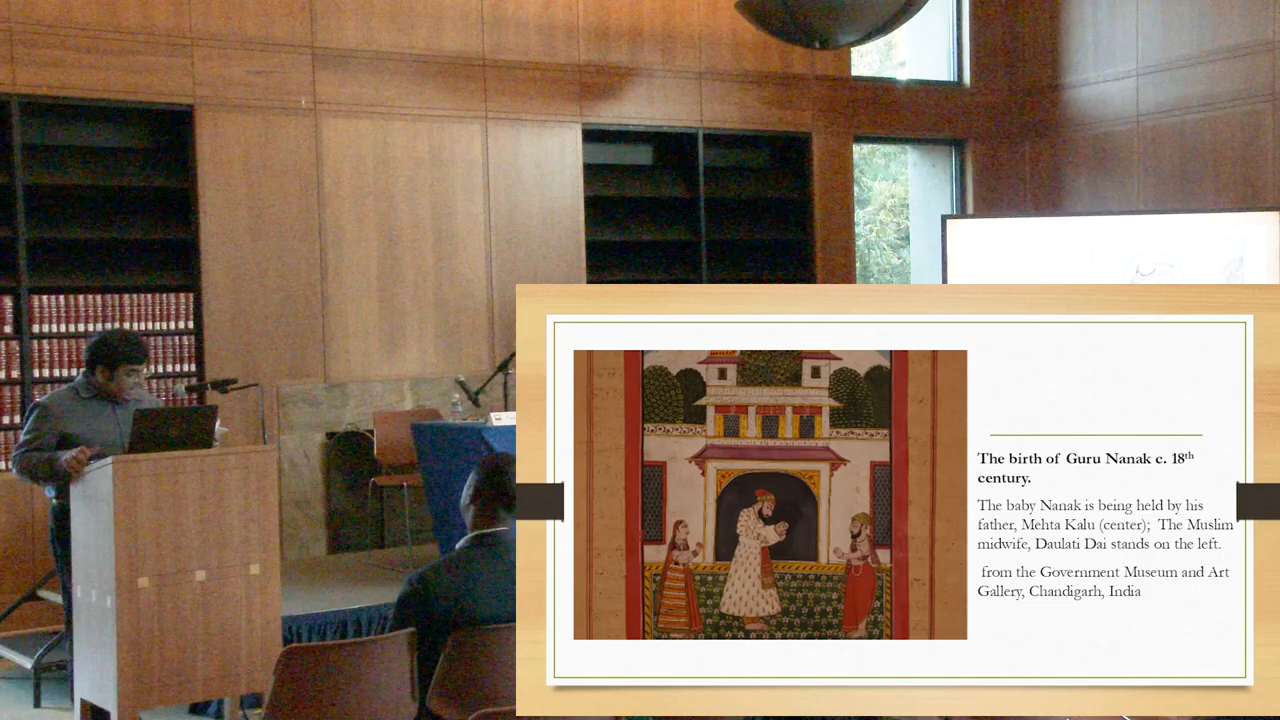 The birth of Guru Nanak c. 18th
century.
The baby Nanak is being held by his
father, Mehta Kalu (center); The Muslim
midwife, Daulati Dai stands on the left.
from the Government Museum and Art
Gallery, Chandigarh, India